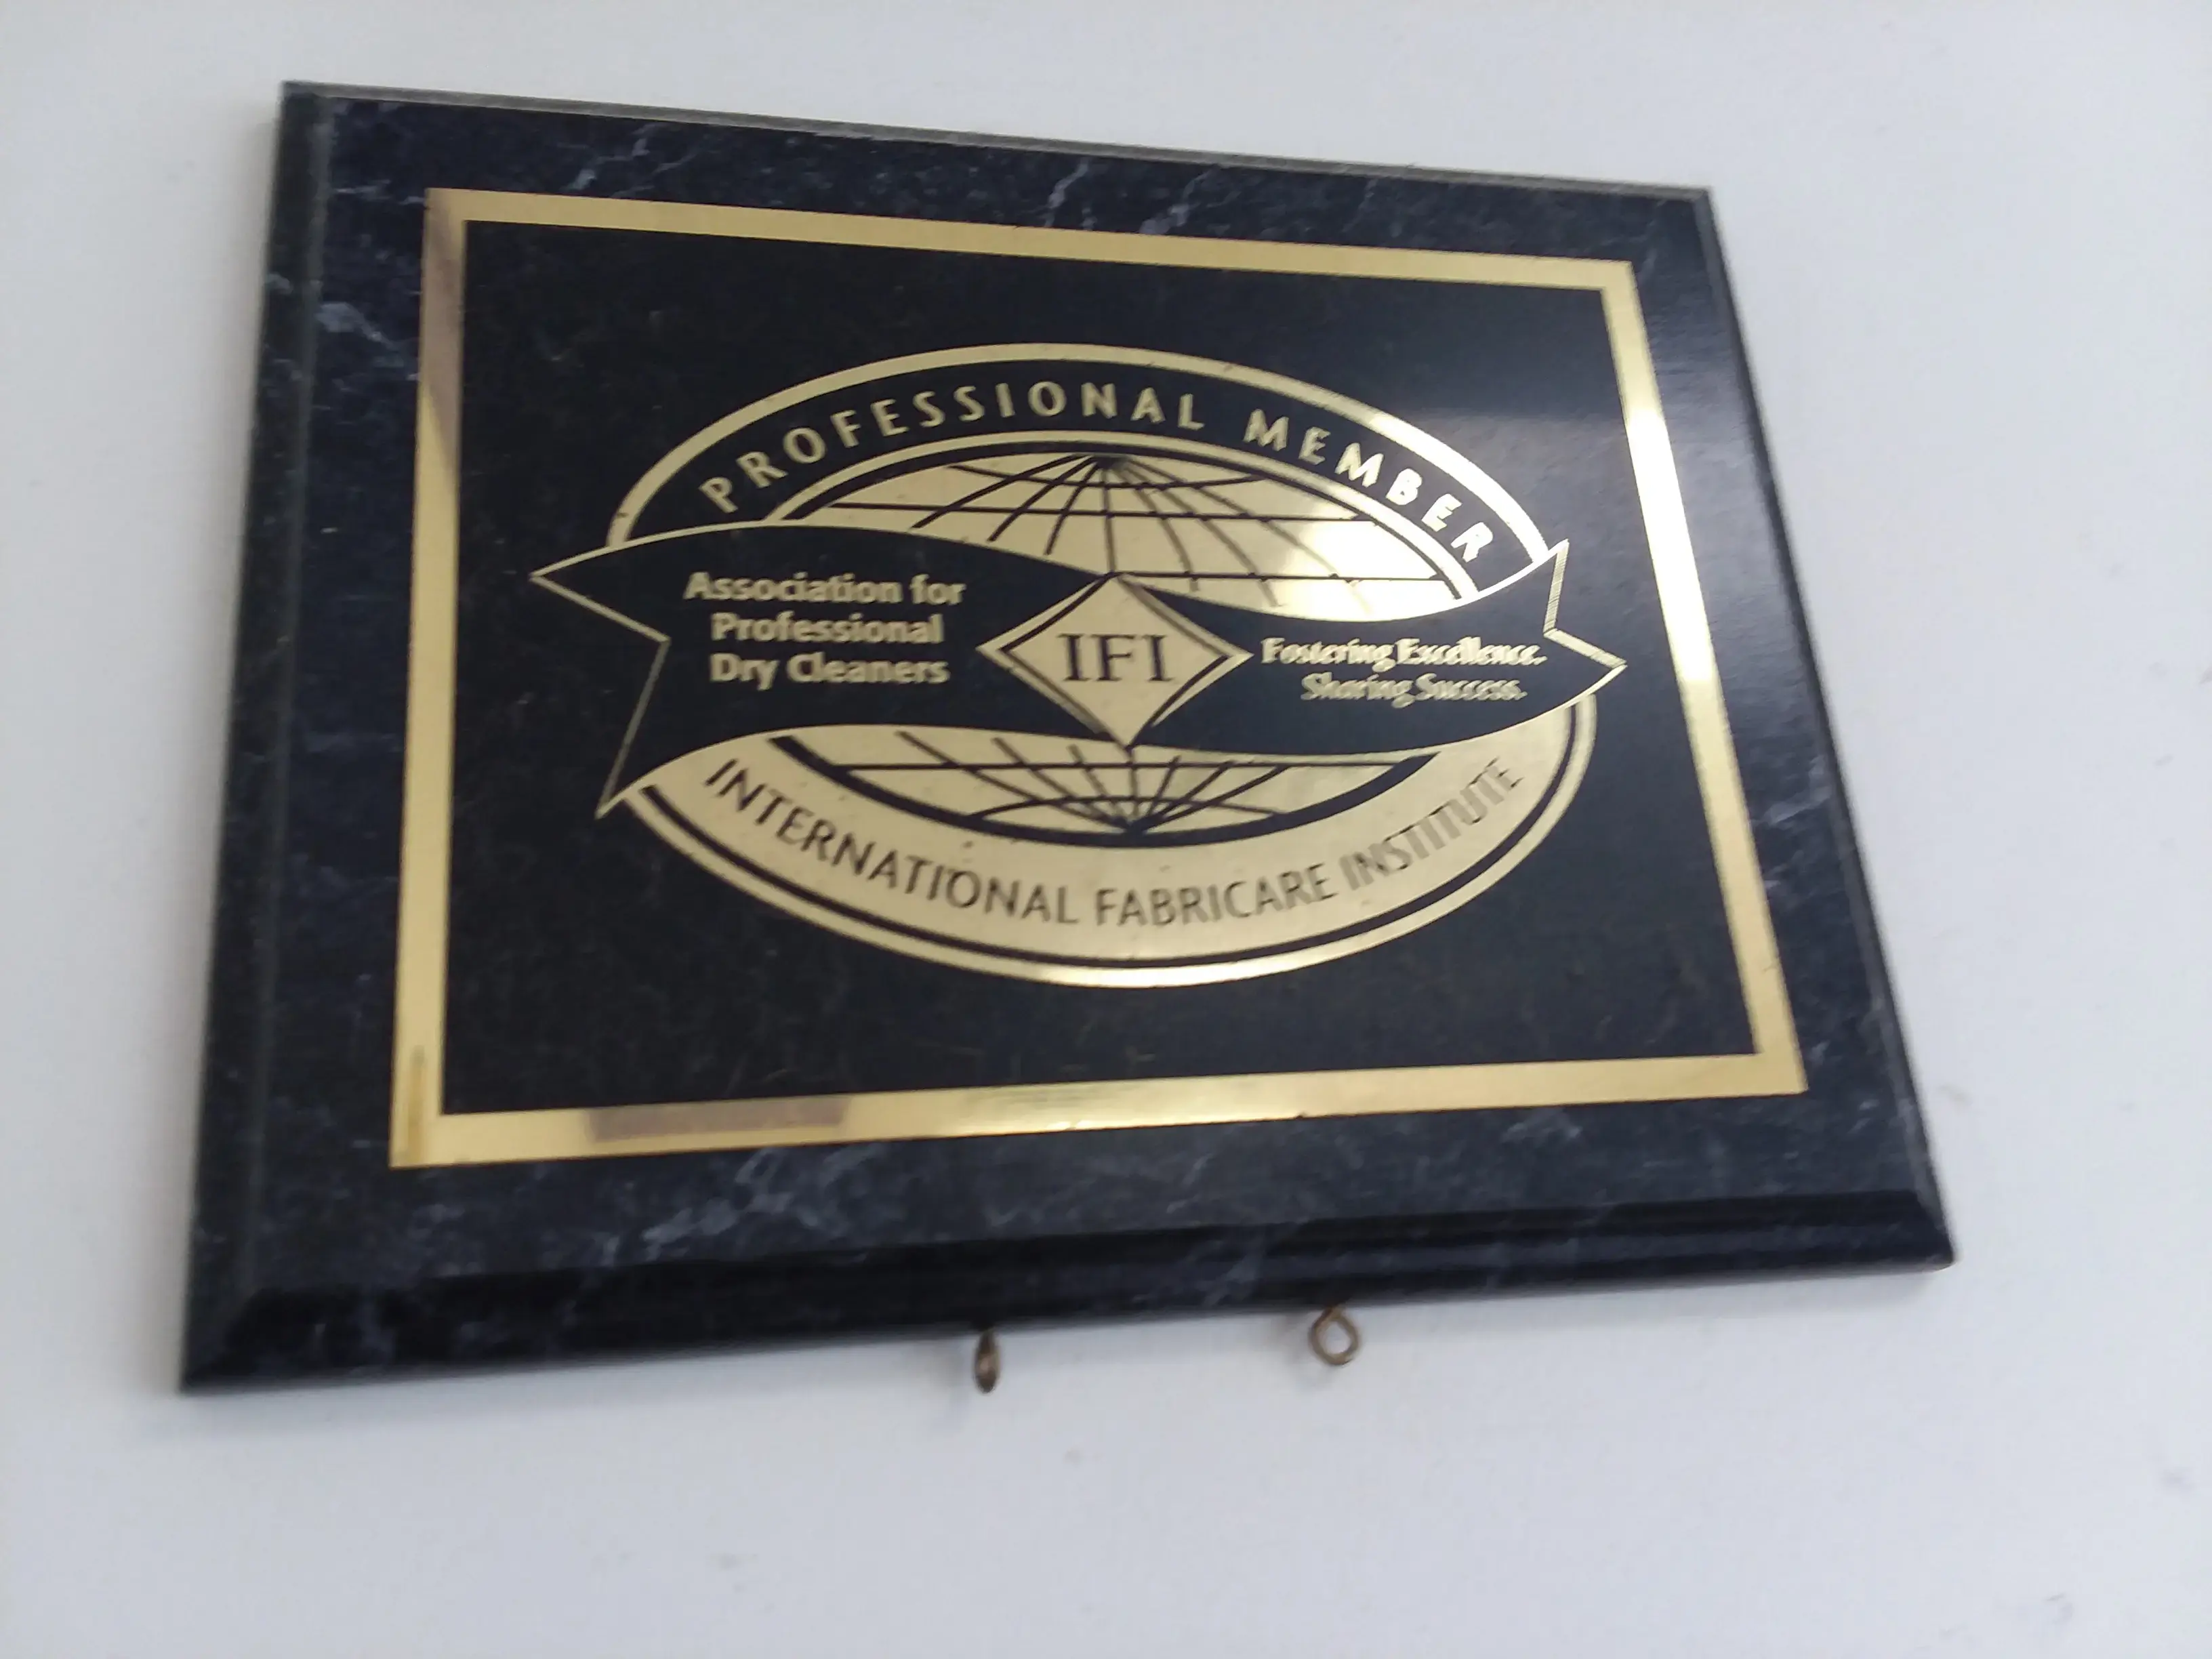 PROFESSIONAL MEMBER
Association for
Professional
Dry Cleaners
IFI
Fostering Excellence.
Sharing Success.
INTERNATIONAL FABRICARE INSTITUTE